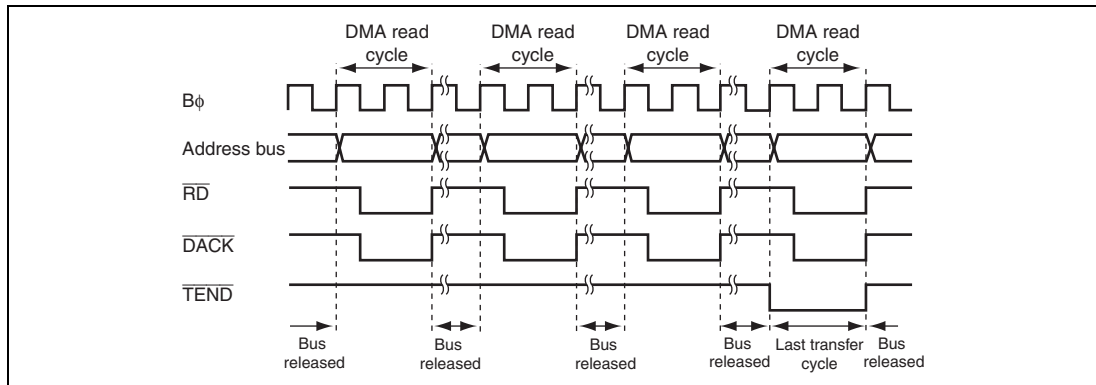 DMA read
cycle
DMA read
cycle
DMA read
cycle
DMA read
cycle
Bϕ
Address bus
RD
DACK
TEND
Bus
released
Bus
released
Bus
released
Bus
released
Last transfer
cycle
Bus
released